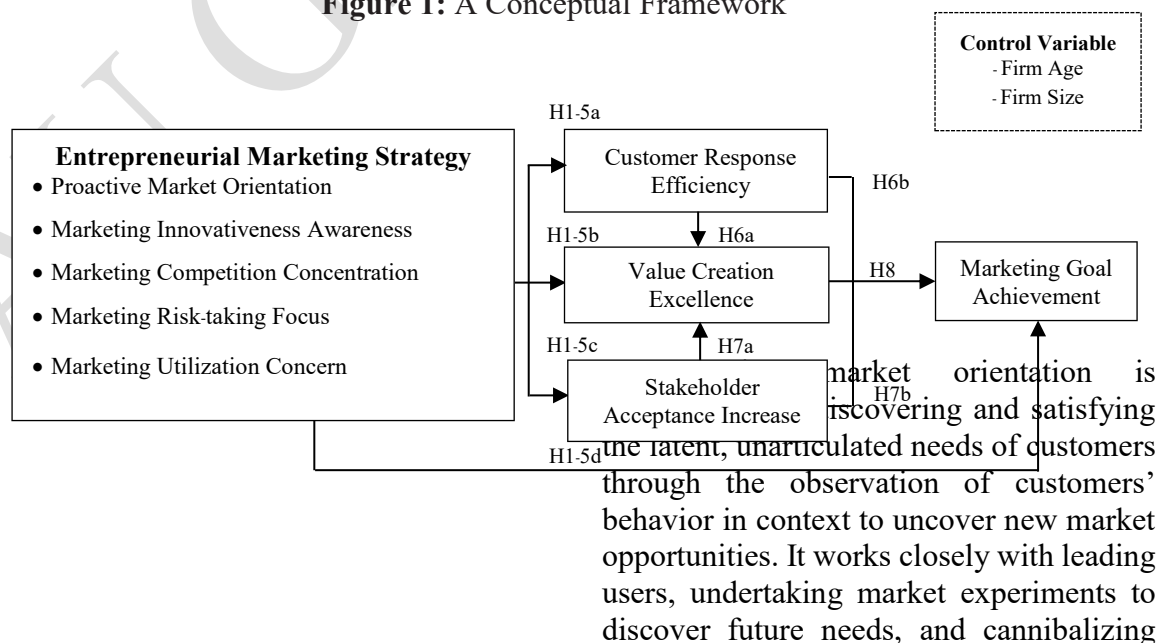 Figure 1: A Conceptual Framework
Control Variable
- Firm Age
- Firm Size
H1-5a
Entrepreneurial Marketing Strategy
• Proactive Market Orientation
• Marketing Innovativeness Awareness
• Marketing Competition Concentration
• Marketing Risk-taking Focus
• Marketing Utilization Concern
Customer Response
Efficiency
H6b
H1-5b
H6a
Value Creation
Excellence
H8
Marketing Goal
Achievement
H1-5c
H7a
Stakeholder
Acceptance Increase
H7b
H1-5d
market orientation is
discovering and satisfying
the latent, unarticulated needs of customers
through the observation of customers’
behavior in context to uncover new market
opportunities. It works closely with leading
users, undertaking market experiments to
discover future needs, and cannibalizing